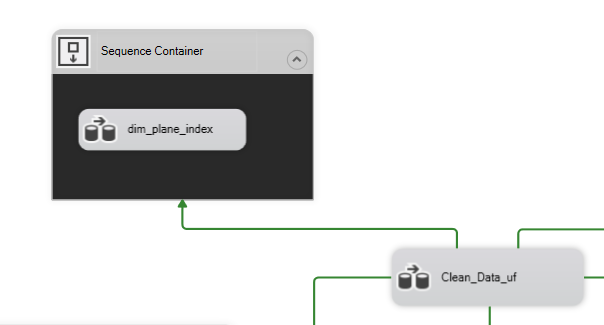 Sequence Container
dim_plane_index
Clean_Data_uf